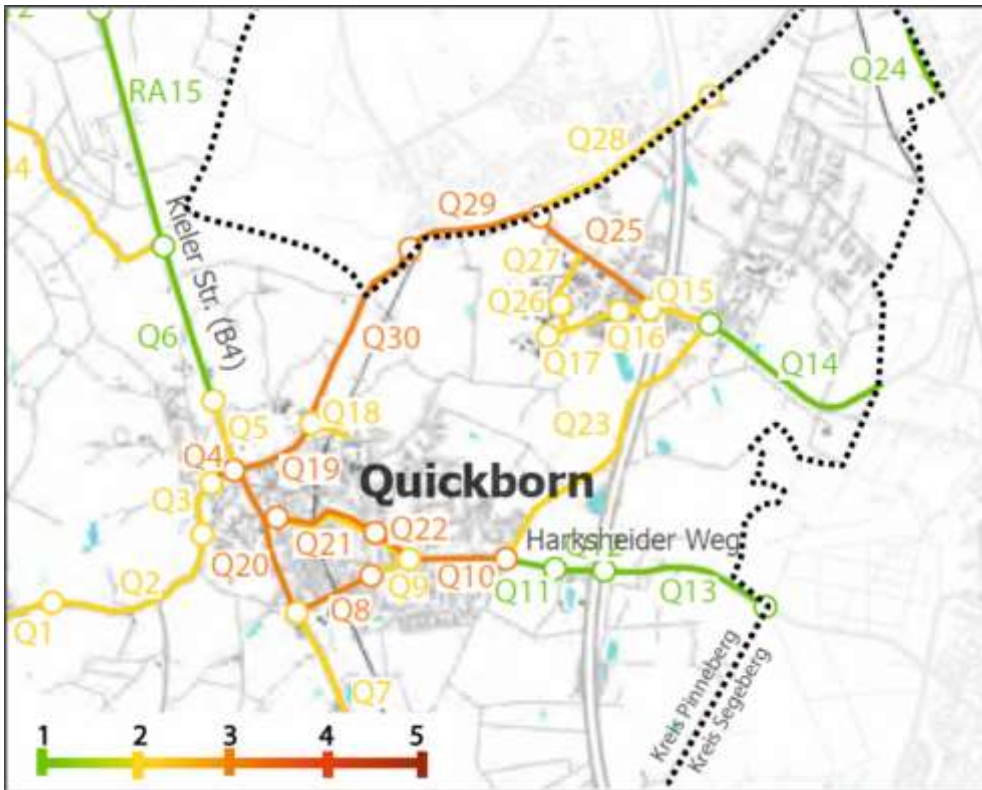 RA15
Q24
Q28
Kieler Str. (B4)
Q29
Q25
Q27
Q26
Q15
Q6
Q30
Q16
Q17
Q14
Q5
Q18
Q23
Q4
Q19
Q3
Quickborn
Q22
Q21
Harksheider Weg
Q20
Q2
Q9
Q10
Q11
Q13
Q8
Q1
Q7
Kreis Pinneberg
Kreis Segeberg
1 2 3 4 5